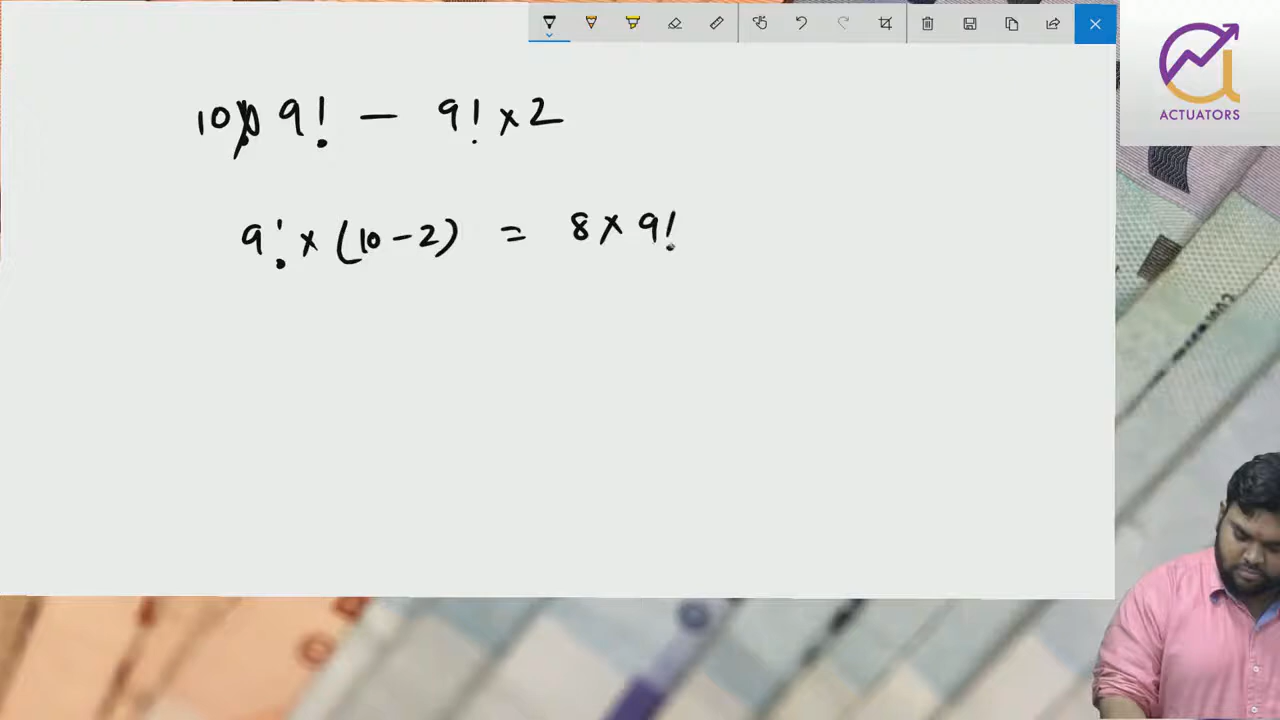 10 9! – 9! × 2
9! × (10 – 2) = 8 × 9!
ACTUATORS